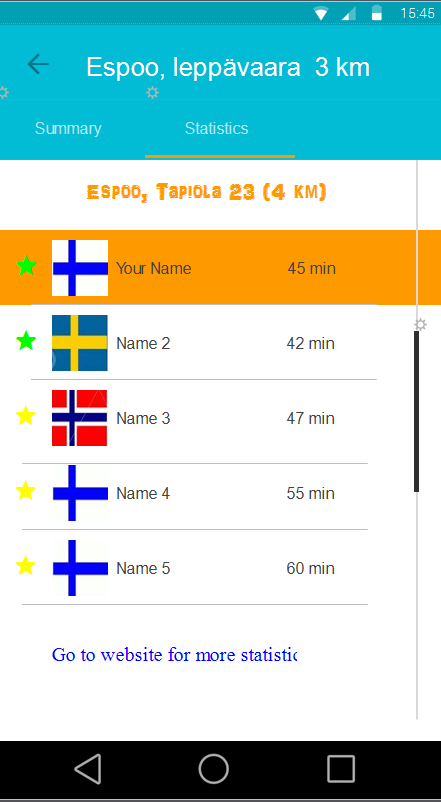 15:45
Espoo, leppävaara 3 km
Summary Statistics
Espoo, Tapiola 23 (4 km)
Your Name 45 min
Name 2 42 min
Name 3 47 min
Name 4 55 min
Name 5 60 min
Go to website for more statistic